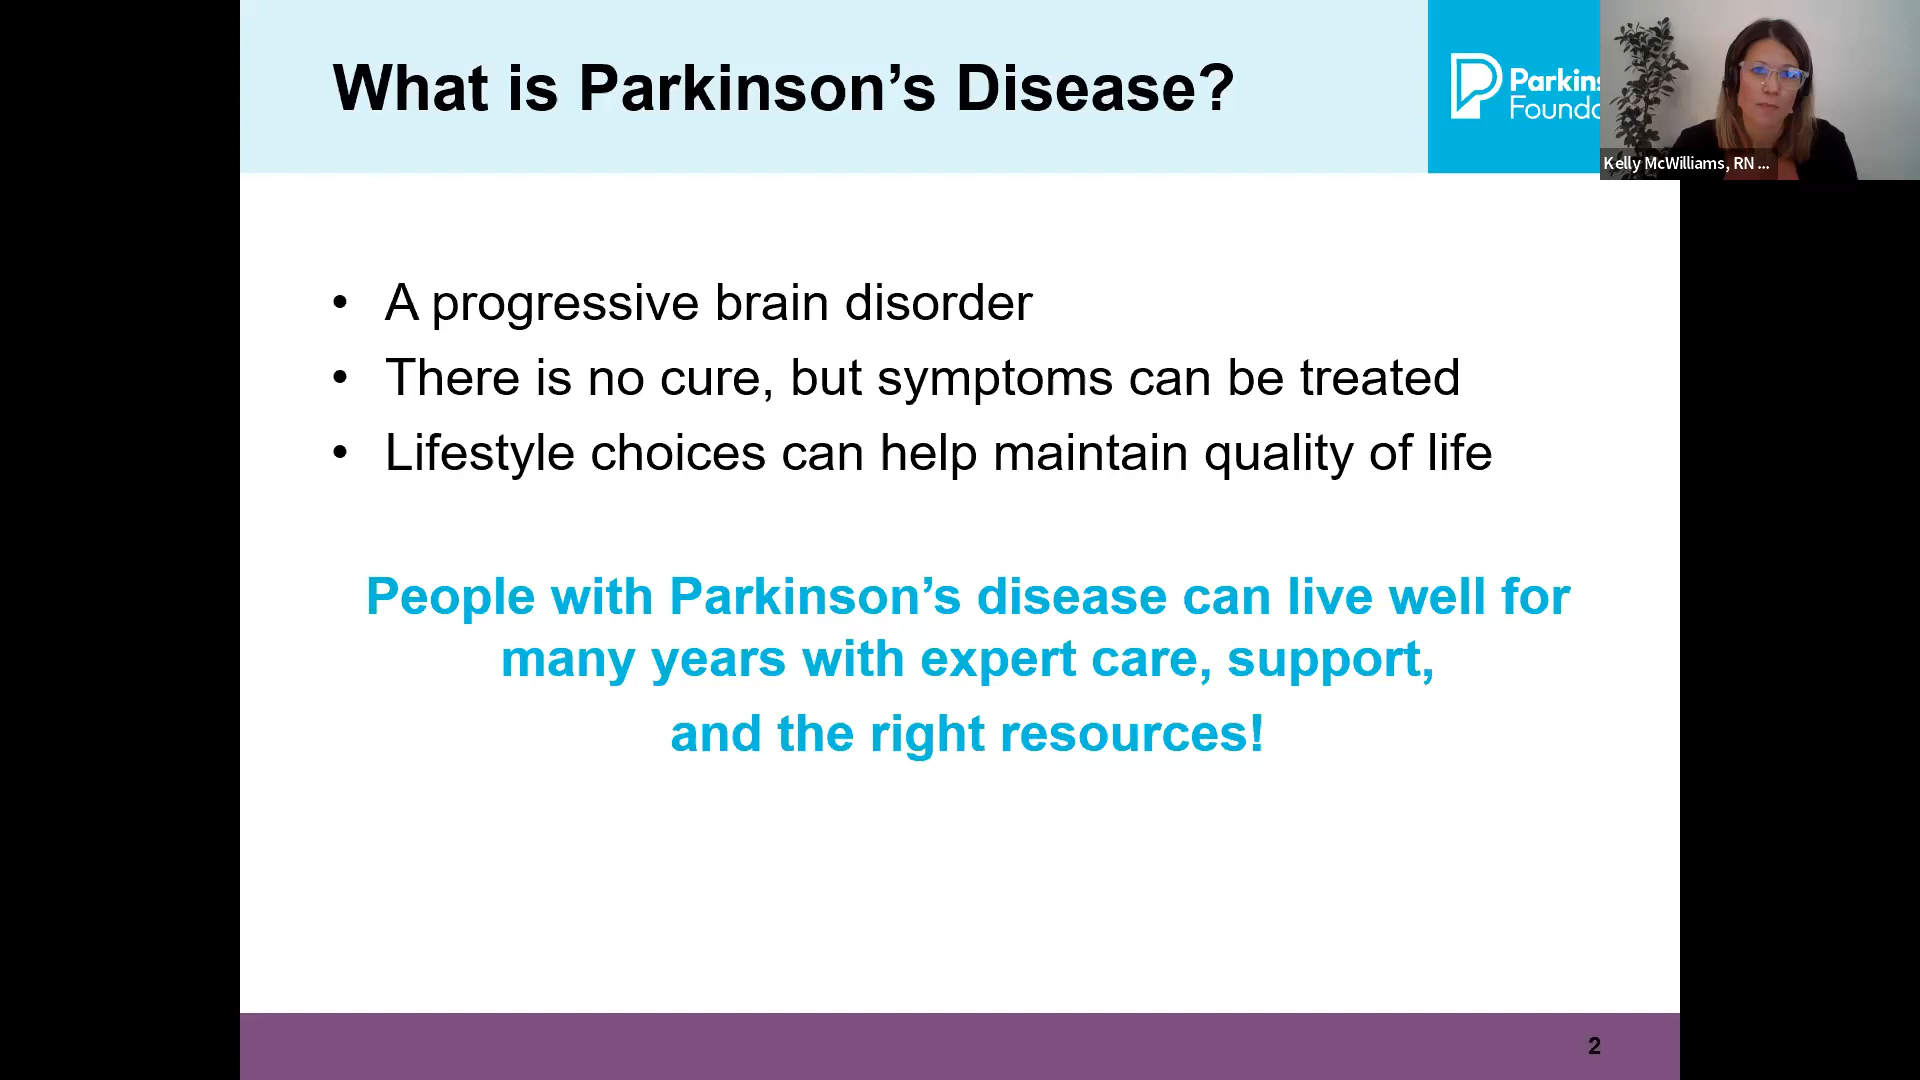 What is Parkinson’s Disease?
Parkins
Founda
Kelly McWilliams, RN ...
• A progressive brain disorder
• There is no cure, but symptoms can be treated
• Lifestyle choices can help maintain quality of life
People with Parkinson’s disease can live well for
many years with expert care, support,
and the right resources!
2